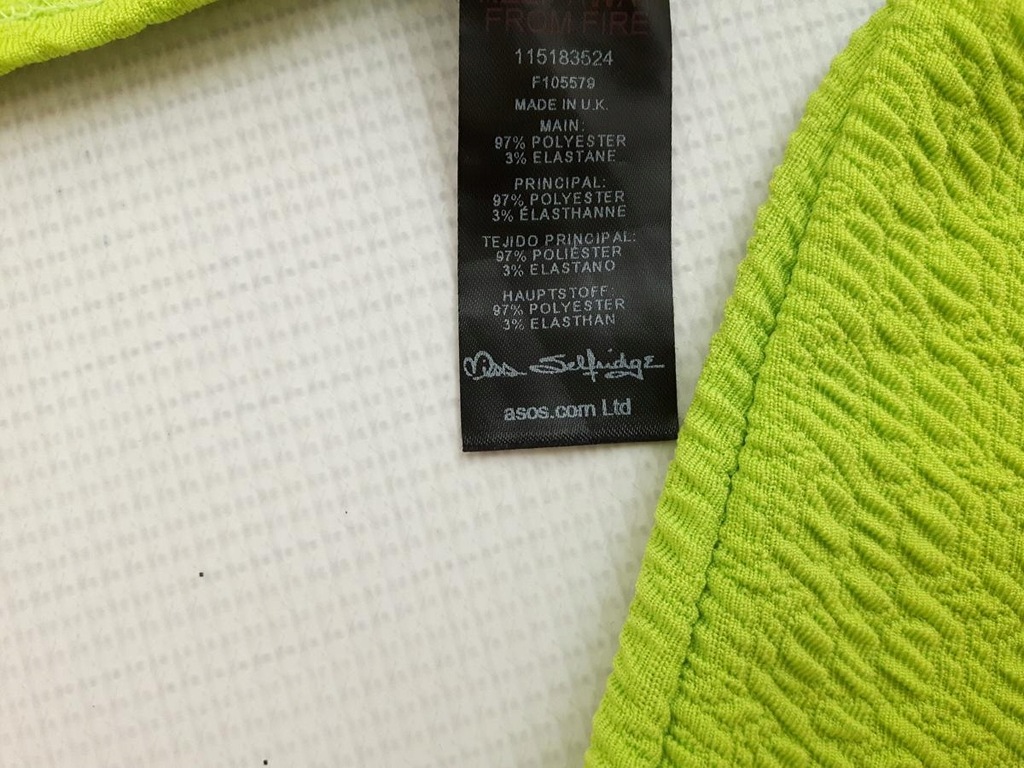 FROM FIRE
115183524
F105579
MADE IN U.K.
MAIN:
97% POLYESTER
3% ELASTANE
PRINCIPAL:
97% POLYESTER
3% ÉLASTHANNE
TEJIDO PRINCIPAL:
97% POLIÉSTER
3% ELASTANO
HAUPTSTOFF:
97% POLYESTER
3% ELASTHAN
Miss Selfridge
asos.com Ltd